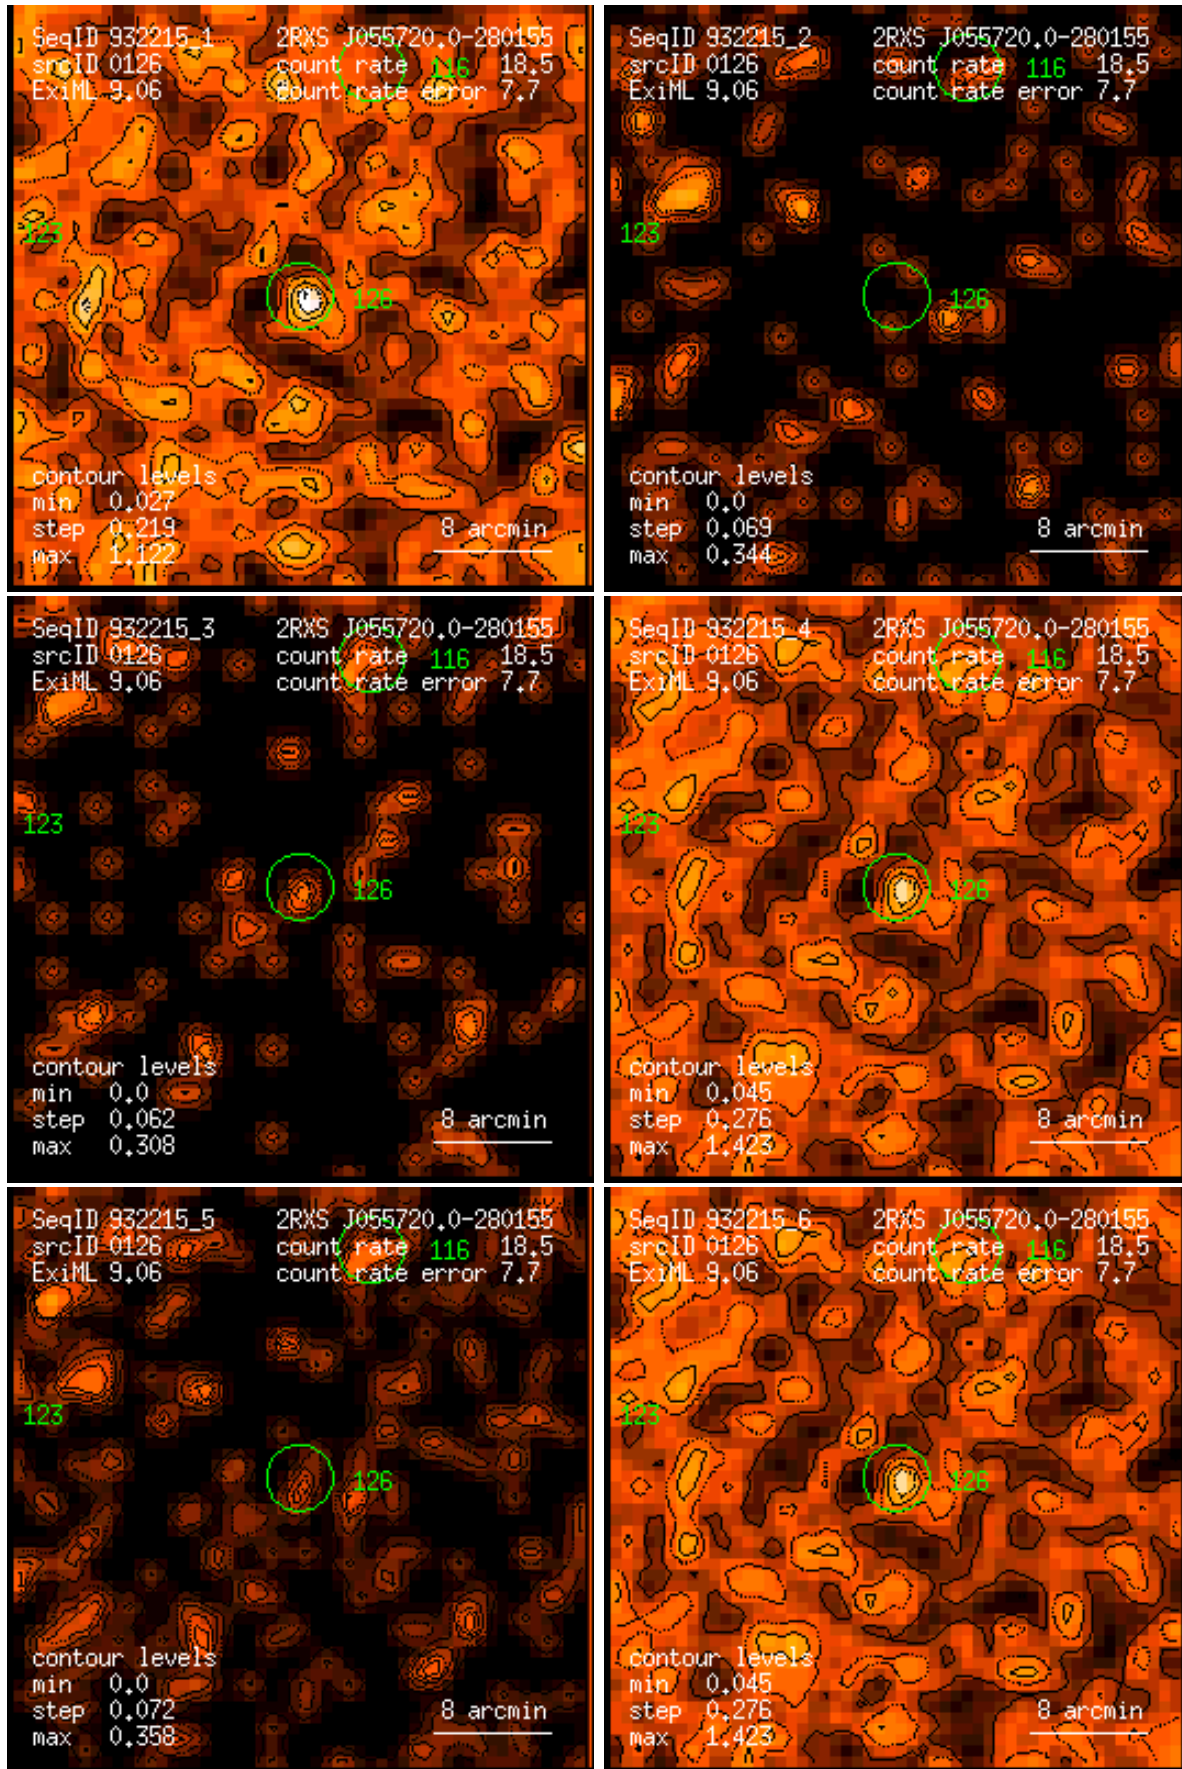 SeqID 932215_1 2RXS J055720.0-280155
srcID 0126 count rate 116 18.5
ExiML 9.06 count rate error 7.7
123
126
contour levels
min 0.027
step 0.219 8 arcmin
max 1.122
SeqID 932215_2 2RXS J055720.0-280155
srcID 0126 count rate 116 18.5
ExiML 9.06 count rate error 7.7
123
126
contour levels
min 0.0
step 0.069 8 arcmin
max 0.344
SeqID 932215_3 2RXS J055720.0-280155
srcID 0126 count rate 116 18.5
ExiML 9.06 count rate error 7.7
123
126
contour levels
min 0.0
step 0.062 8 arcmin
max 0.308
SeqID 932215_4 2RXS J055720.0-280155
srcID 0126 count rate 116 18.5
ExiML 9.06 count rate error 7.7
123
126
contour levels
min 0.045
step 0.276 8 arcmin
max 1.423
SeqID 932215_5 2RXS J055720.0-280155
srcID 0126 count rate 116 18.5
ExiML 9.06 count rate error 7.7
123
126
contour levels
min 0.0
step 0.072 8 arcmin
max 0.358
SeqID 932215_6 2RXS J055720.0-280155
srcID 0126 count rate 116 18.5
ExiML 9.06 count rate error 7.7
123
126
contour levels
min 0.045
step 0.276 8 arcmin
max 1.423